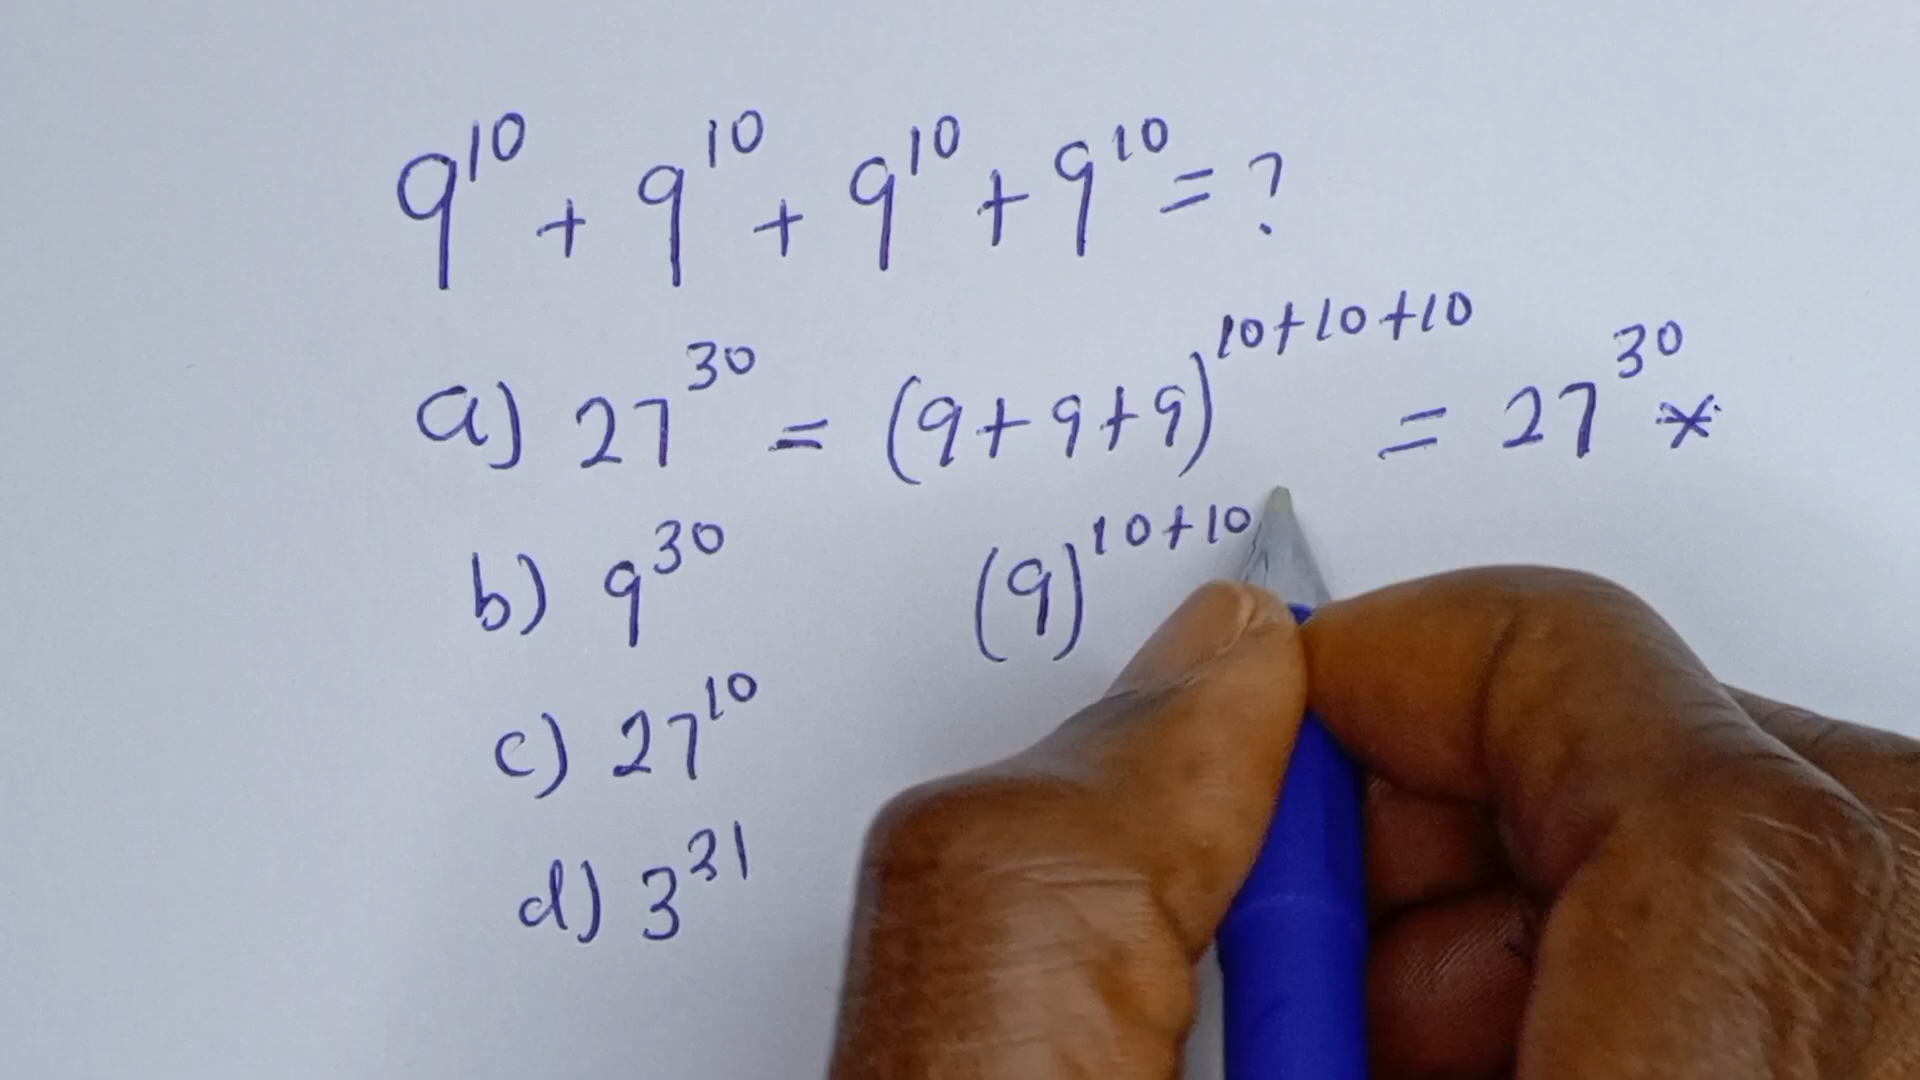 9^10 + 9^10 + 9^10 + 9^10 = ?
a) 27^30 = (9+9+9)^10+10+10 = 27^30 *
b) 9^30 (9)^10+10
c) 27^10
d) 3^31